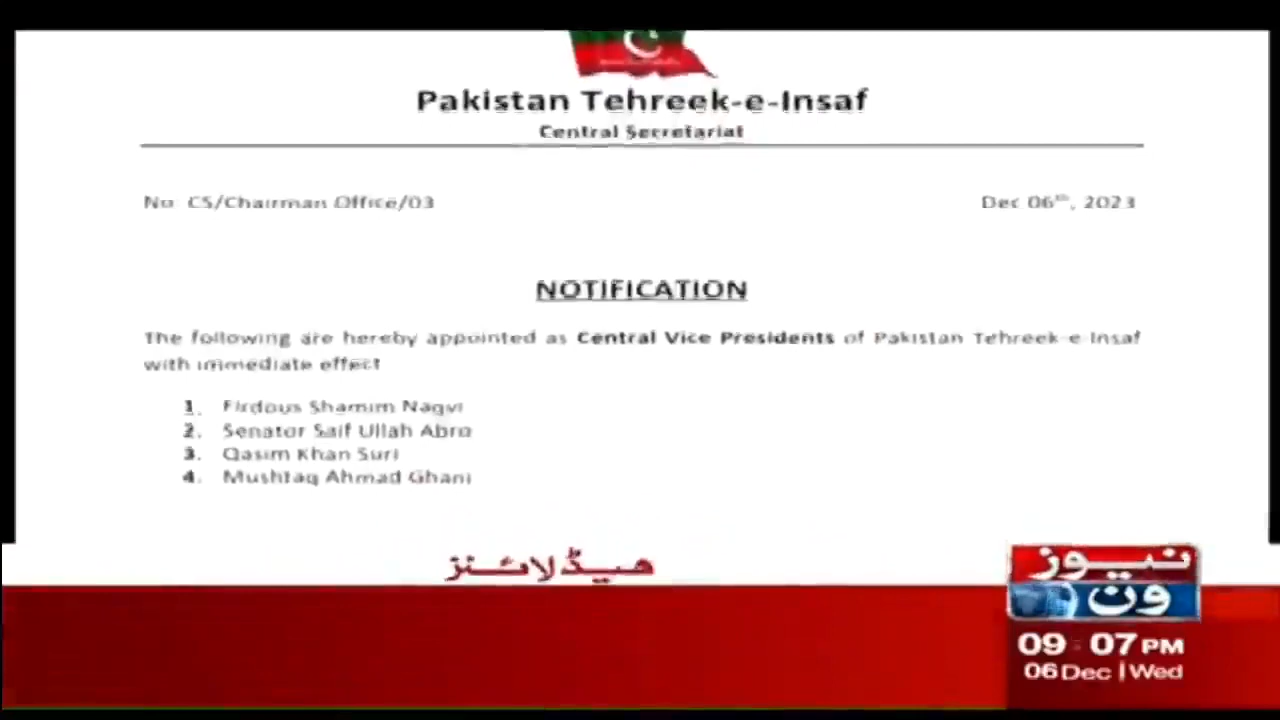 Pakistan Tehreek-e-Insaf
Central Secretariat
No: CS/Chairman Office/03
Dec 06th, 2023
NOTIFICATION
The following are hereby appointed as Central Vice Presidents of Pakistan Tehreek-e-Insaf
with immediate effect
1. Firdous Shamim Naqvi
2. Senator Saif Ullah Abro
3. Qasim Khan Suri
4. Mushtaq Ahmad Ghani
ہیڈلائنز
نیوز
ون
09:07 PM
06 Dec | Wed